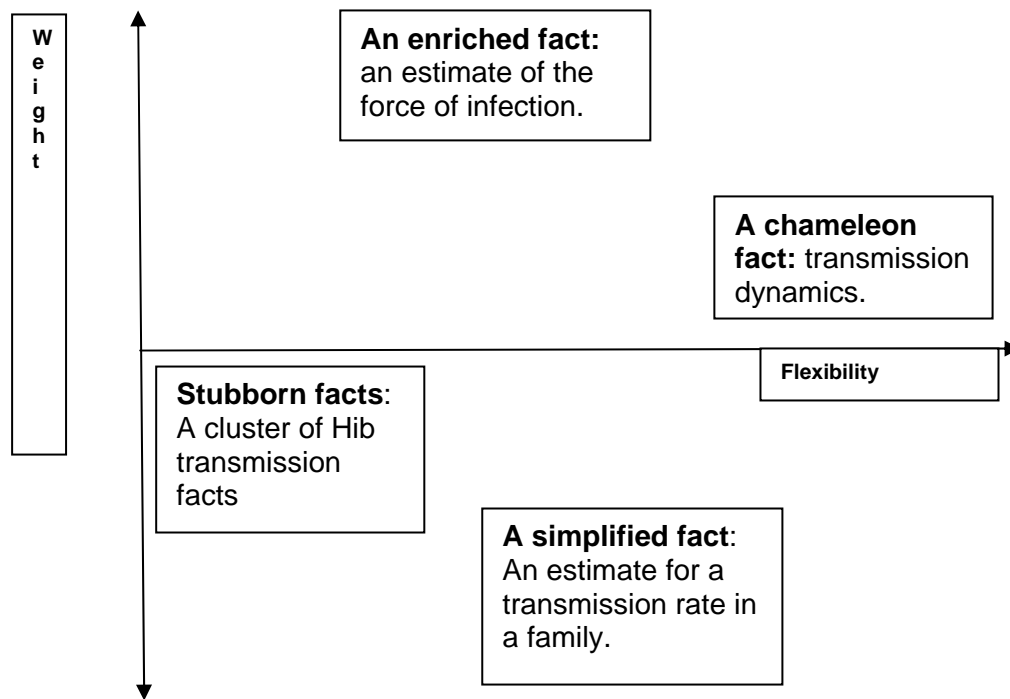 W
e
i
g
h
t
An enriched fact:
an estimate of the
force of infection.
A chameleon
fact: transmission
dynamics.
Flexibility
Stubborn facts:
A cluster of Hib
transmission
facts
A simplified fact:
An estimate for a
transmission rate in
a family.